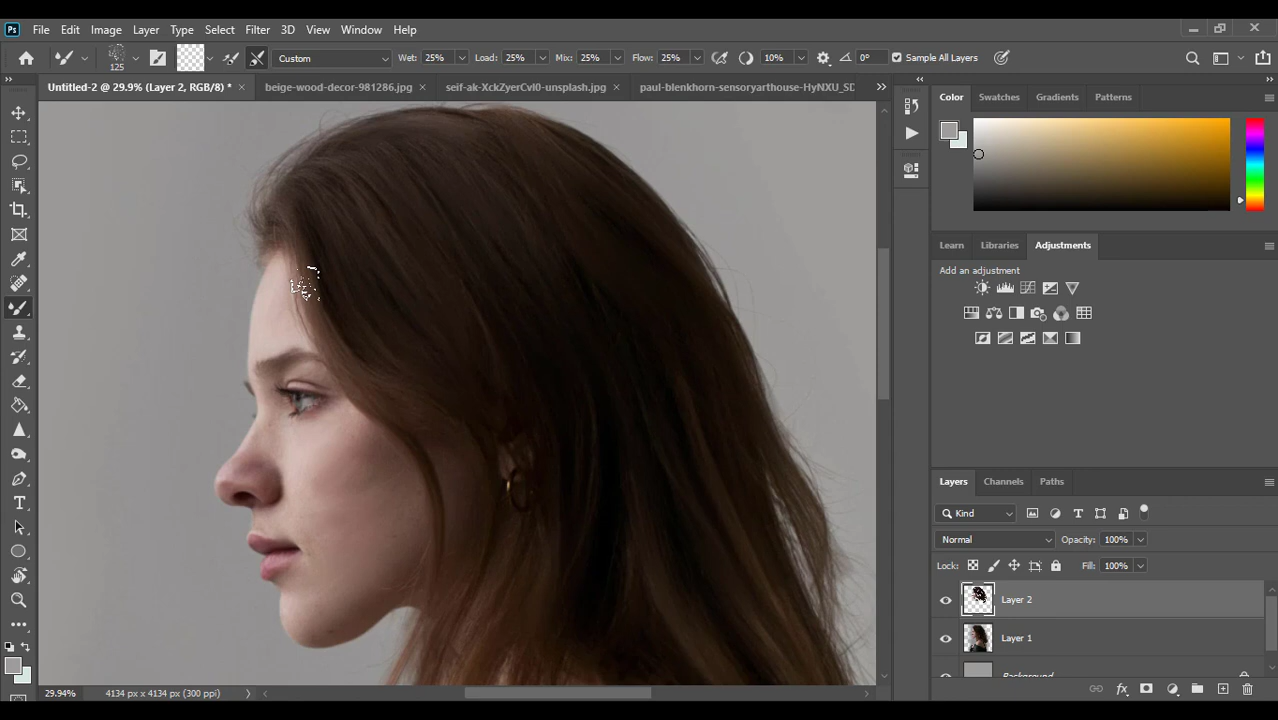 Ps File Edit Image Layer Type Select Filter 3D View Window Help
125 Custom Wet: 25% Load: 25% Mix: 25% Flow: 25% 10% 0° Sample All Layers
Untitled-2 @ 29.9% (Layer 2, RGB/8) * × beige-wood-decor-981286.jpg × seif-ak-XckZyerCvI0-unsplash.jpg × paul-blenkhorn-sensoryarthouse-HyNXU_SD
Color Swatches Gradients Patterns
Learn Libraries Adjustments
Add an adjustment
Layers Channels Paths
Kind
Normal Opacity: 100%
Lock: Fill: 100%
Layer 2
Layer 1
Background
29.94% 4134 px x 4134 px (300 ppi)